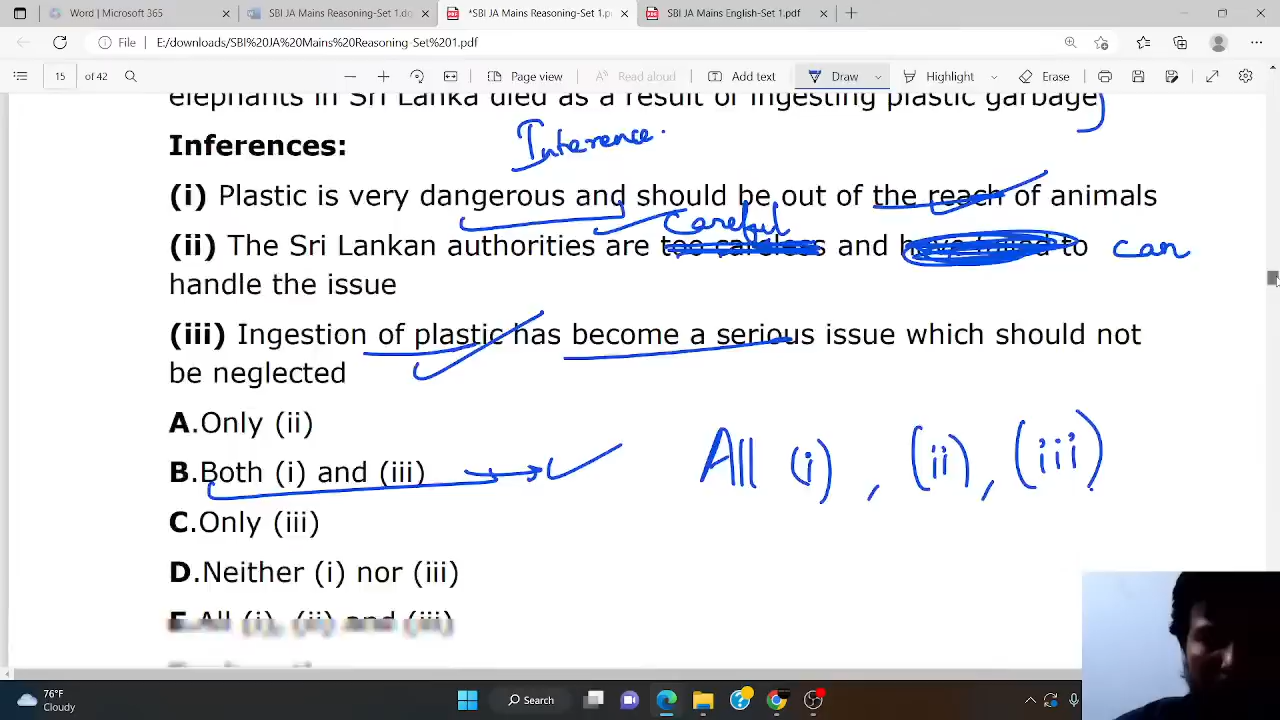 Word | Microsoft 365
SBI JA Mains Reasoning-Set 1.do
*SBI JA Mains Reasoning-Set 1.p
SBI JA Mains English-Set 1.pdf
File E:/downloads/SBI%20JA%20Mains%20Reasoning-Set%201.pdf
15 of 42 Page view Read aloud Add text Draw Highlight Erase
elephants in Sri Lanka died as a result of ingesting plastic garbage
Inference.
Inferences:
(i) Plastic is very dangerous and should be out of the reach of animals
careful
(ii) The Sri Lankan authorities are too careless and have failed to can
handle the issue
(iii) Ingestion of plastic has become a serious issue which should not
be neglected
A.Only (ii)
B.Both (i) and (iii)
All (i), (ii), (iii)
C.Only (iii)
D.Neither (i) nor (iii)
E.All (i), (ii) and (iii)
76°F
Cloudy
Search